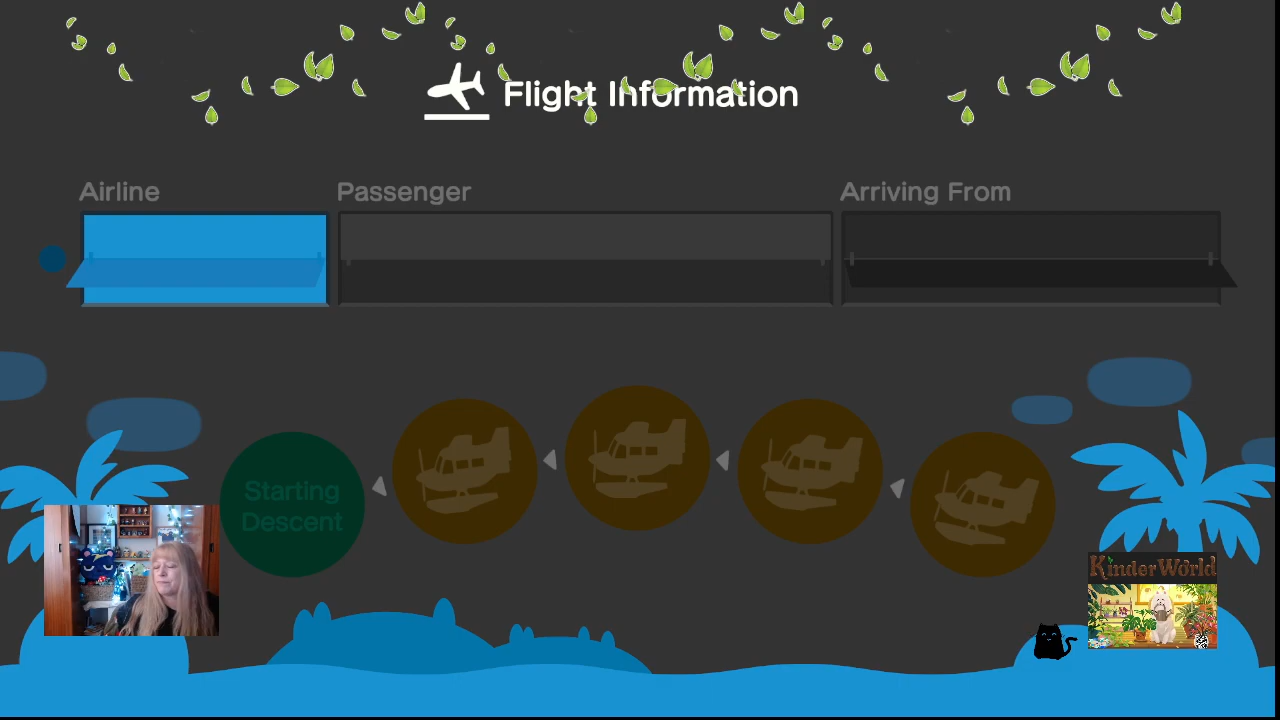 Flight Information
Airline
Passenger
Arriving From
Starting
Descent
KinderWorld